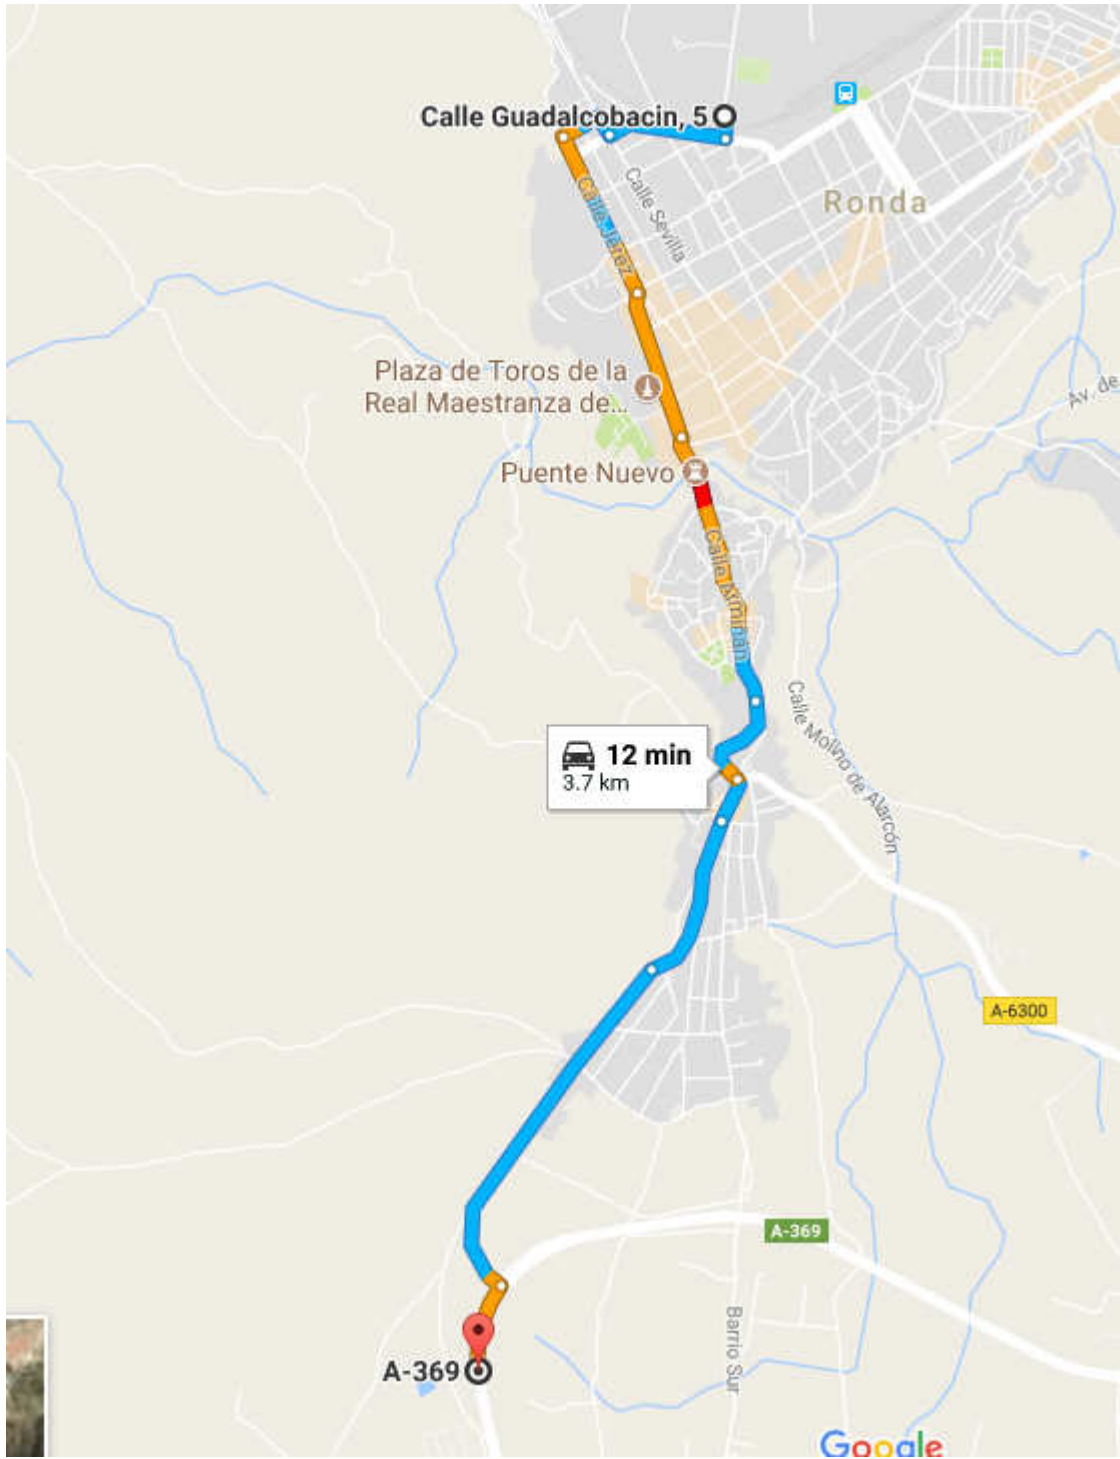 Calle Guadalcobacin, 5
Calle Sevilla
Ronda
Calle Jerez
Plaza de Toros de la
Real Maestranza de...
Av. de
Puente Nuevo
Calle Armiñán
12 min
3.7 km
Calle Molino de Alarcón
A-6300
A-369
Barrio Sur
A-369
Google